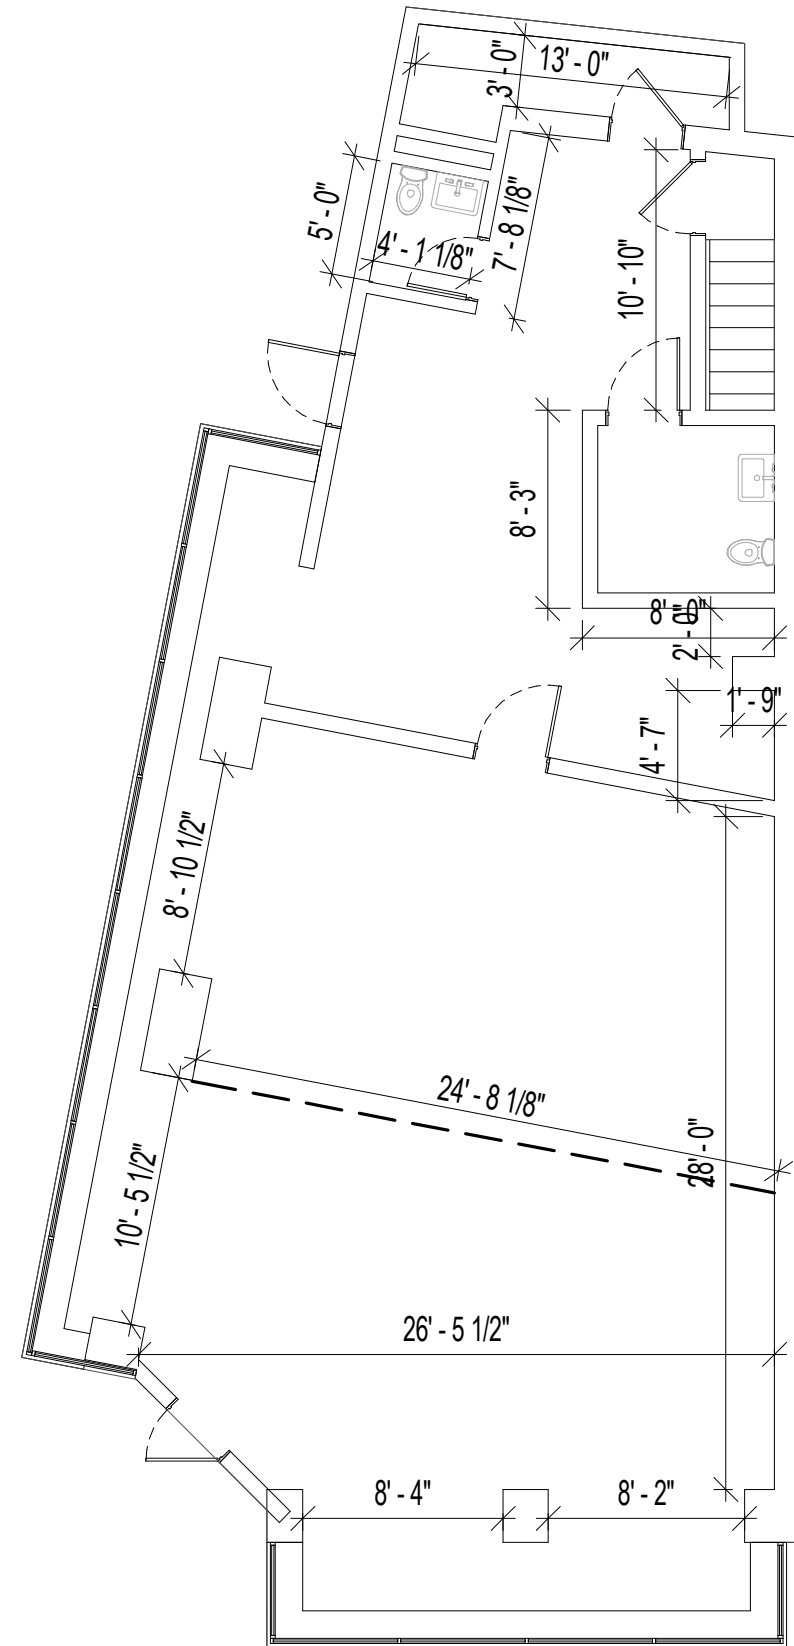 3' - 0"
13' - 0"
5' - 0"
4' - 1 1/8"
7' - 8 1/8"
10' - 10"
8' - 3"
8' - 0"
2' - 0"
1' - 9"
4' - 7"
8' - 10 1/2"
24' - 8 1/8"
28' - 0"
10' - 5 1/2"
26' - 5 1/2"
8' - 4"
8' - 2"